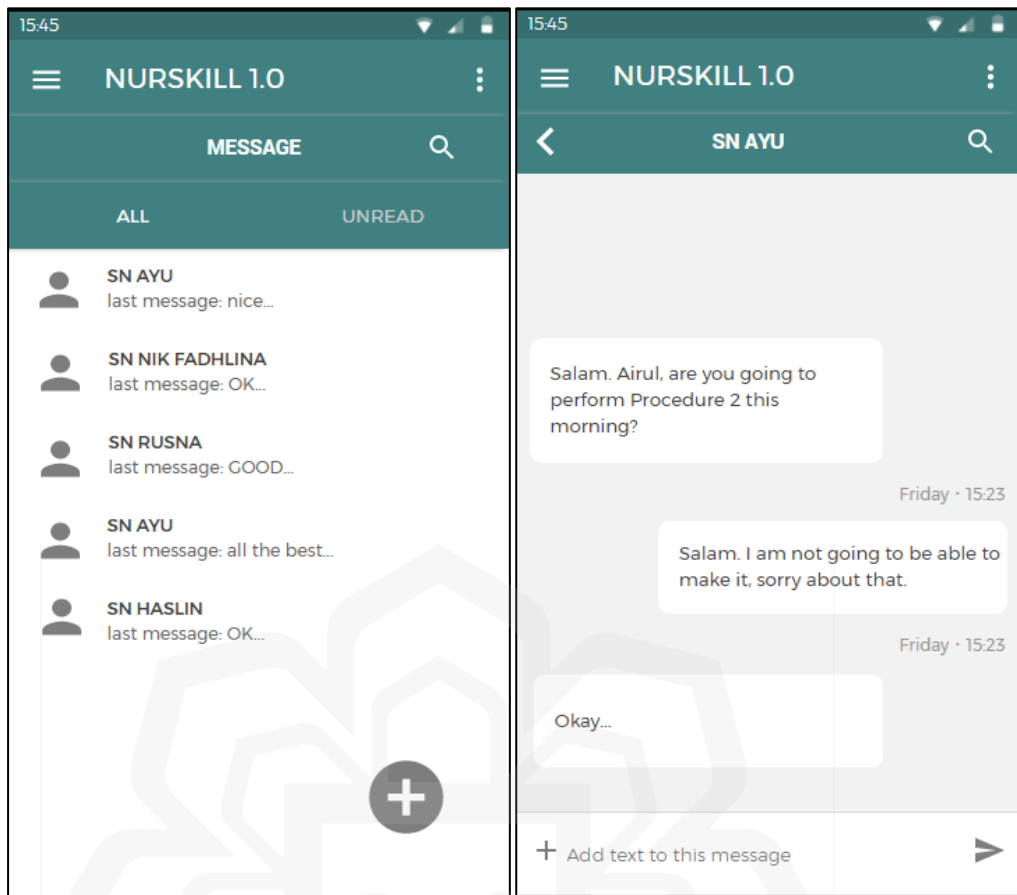 15:45
NURSKILL 1.0
MESSAGE
ALL UNREAD
SN AYU
last message: nice...
SN NIK FADHLINA
last message: OK...
SN RUSNA
last message: GOOD...
SN AYU
last message: all the best...
SN HASLIN
last message: OK...
15:45
NURSKILL 1.0
SN AYU
Salam. Airul, are you going to
perform Procedure 2 this
morning?
Friday · 15:23
Salam. I am not going to be able to
make it, sorry about that.
Friday · 15:23
Okay...
Add text to this message